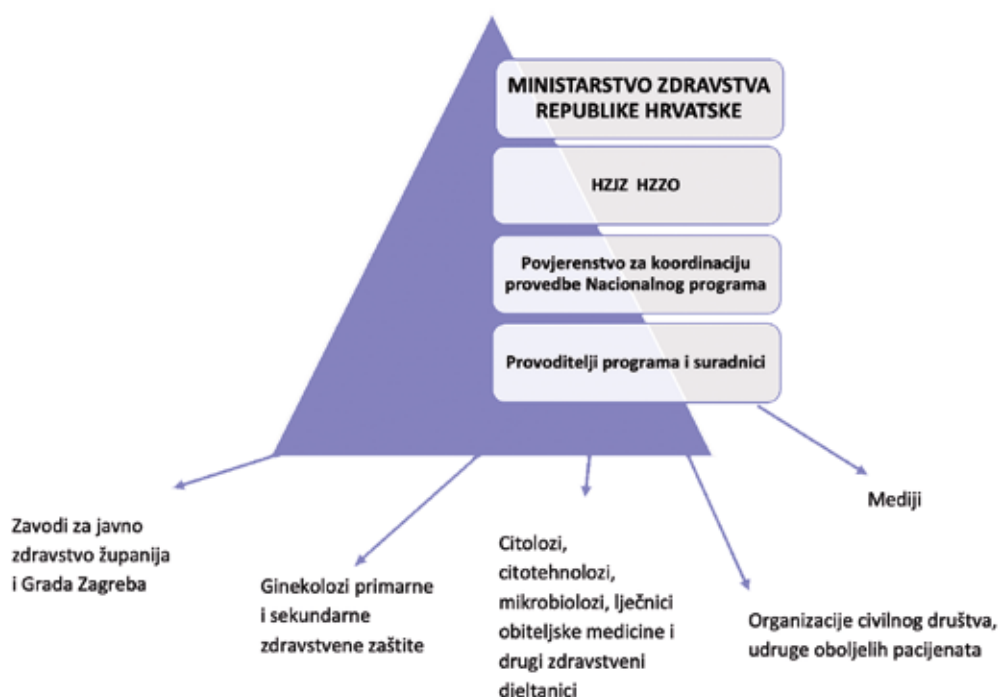 MINISTARSTVO ZDRAVSTVA
REPUBLIKE HRVATSKE
HZJZ HZZO
Povjerenstvo za koordinaciju
provedbe Nacionalnog programa
Provoditelji programa i suradnici
Zavodi za javno
zdravstvo županija
i Grada Zagreba
Ginekolozi primarne
i sekundarne
zdravstvene zaštite
Citolozi,
citotehnolozi,
mikrobiolozi, lječnici
obiteljske medicine i
drugi zdravstveni
dieltanici
Organizacije civilnog društva,
udruge oboljelih pacijenata
Mediji